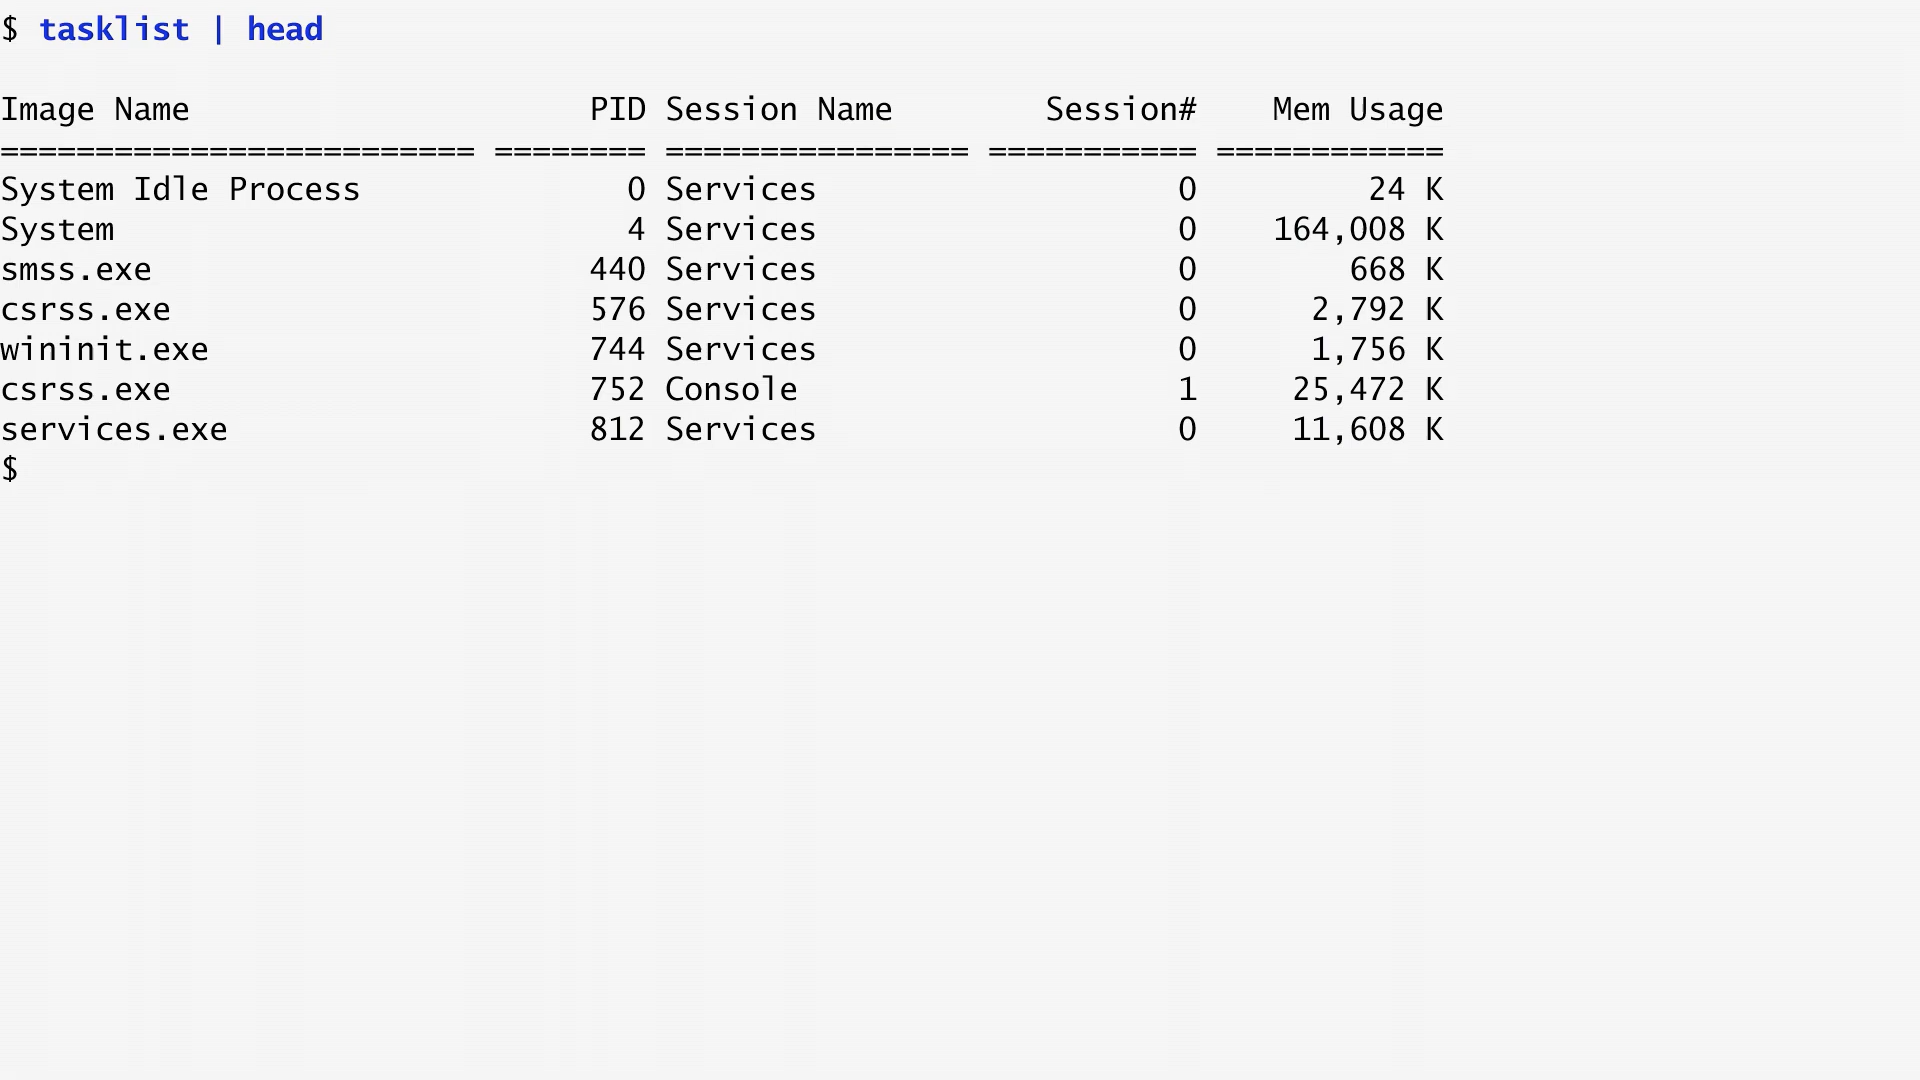 $ tasklist | head
Image Name                     PID Session Name        Session#    Mem Usage
========================= ======== ================ =========== ============
System Idle Process              0 Services                   0         24 K
System                           4 Services                   0    164,008 K
smss.exe                       440 Services                   0        668 K
csrss.exe                      576 Services                   0      2,792 K
wininit.exe                    744 Services                   0      1,756 K
csrss.exe                      752 Console                    1     25,472 K
services.exe                   812 Services                   0     11,608 K
$